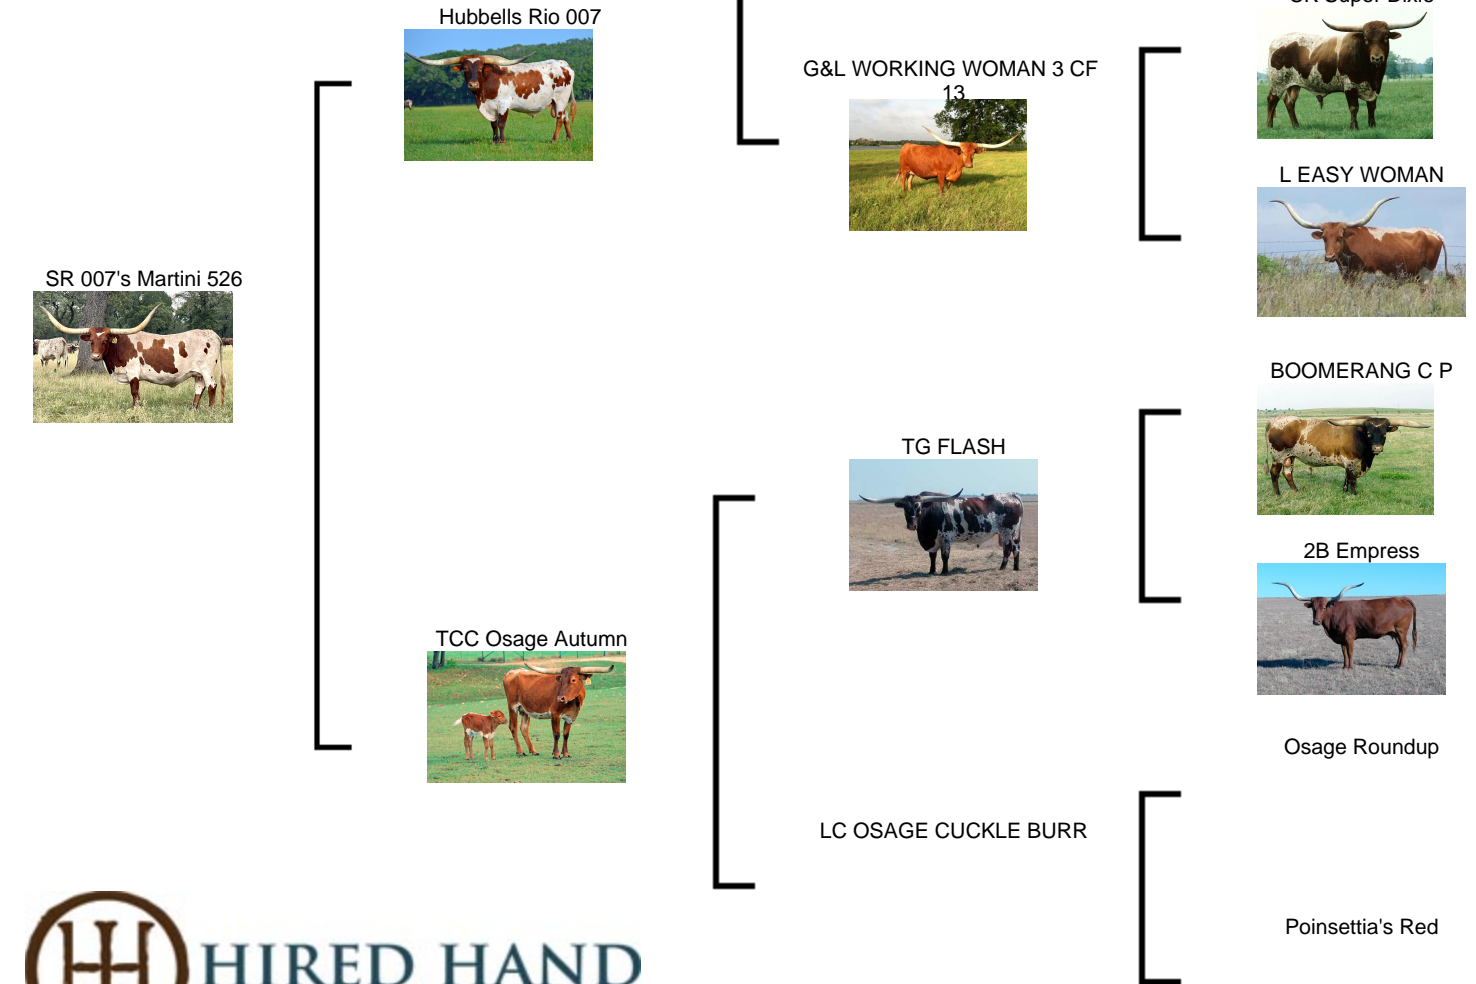 Hubbells Rio 007
G&L WORKING WOMAN 3 CF
13
L EASY WOMAN
SR 007's Martini 526
BOOMERANG C P
TG FLASH
2B Empress
TCC Osage Autumn
Osage Roundup
LC OSAGE CUCKLE BURR
Poinsettia's Red
HIRED HAND